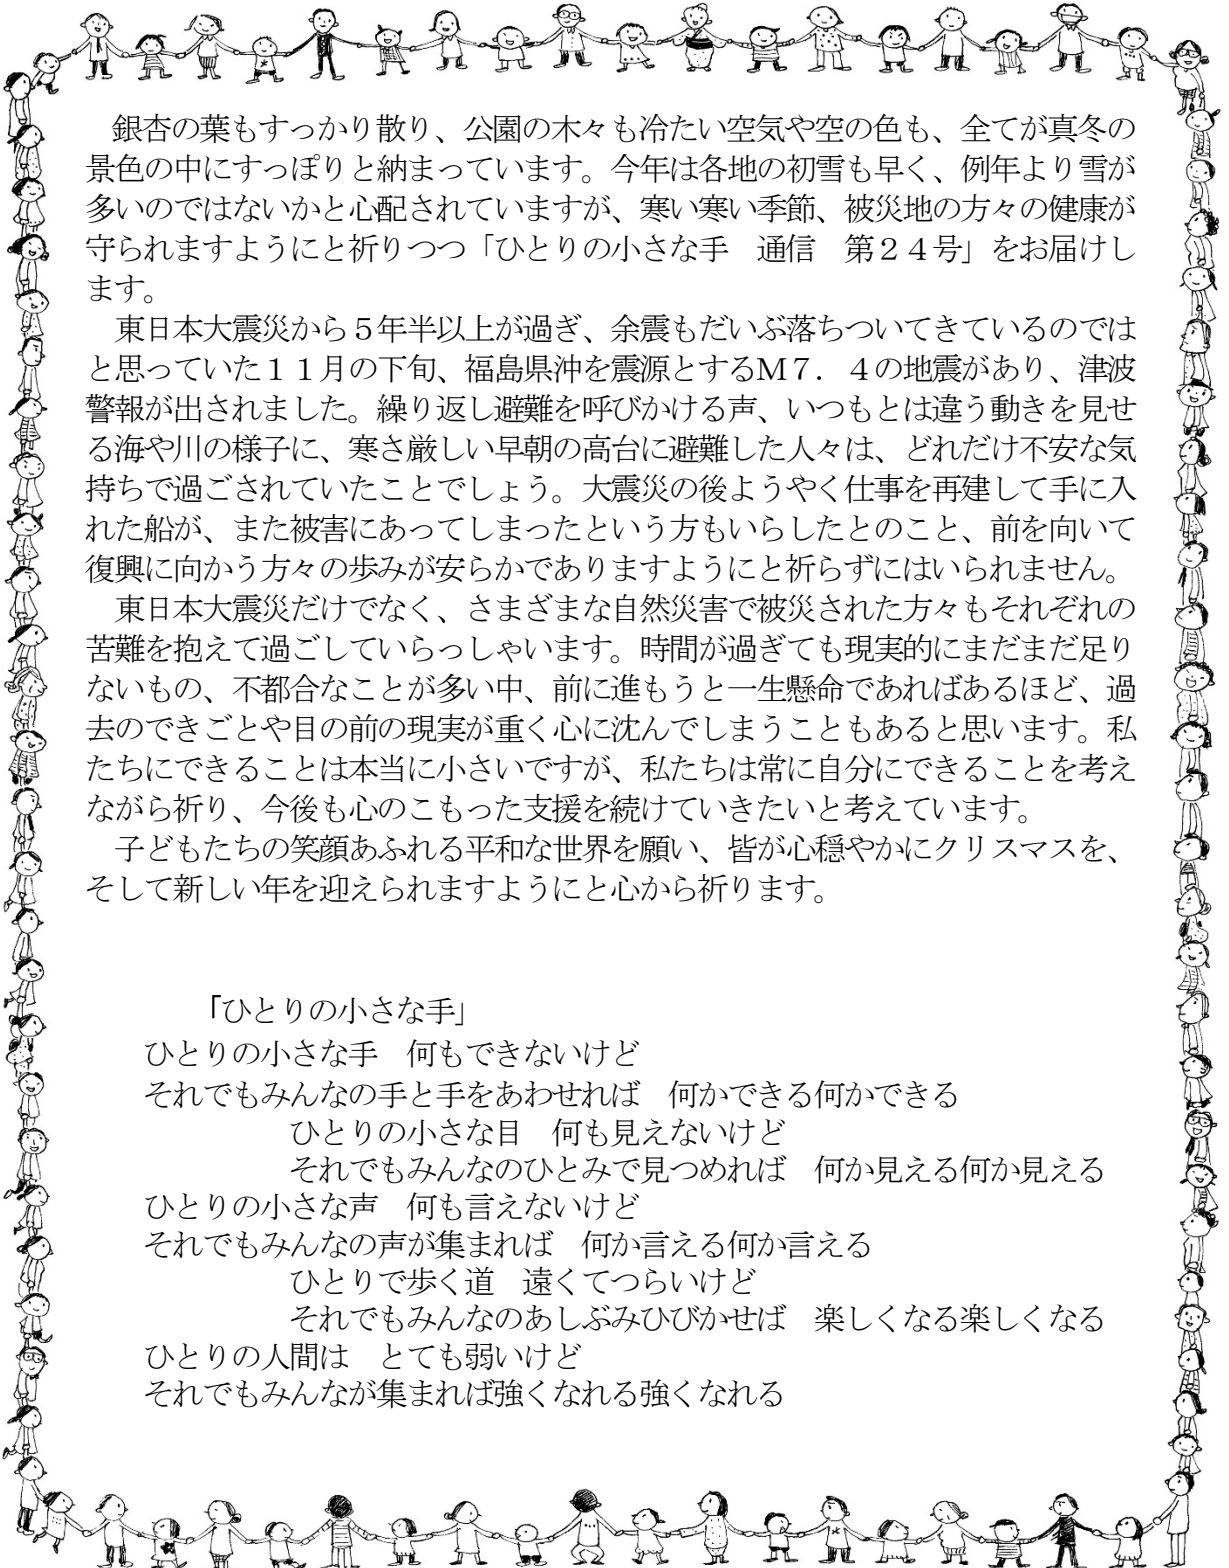 銀杏の葉もすっかり散り、公園の木々も冷たい空気や空の色も、全てが真冬の
景色の中にすっぽりと納まっています。今年は各地の初雪も早く、例年より雪が
多いのではないかと心配されていますが、寒い寒い季節、被災地の方々の健康が
守られますようにと祈りつつ「ひとりの小さな手　通信　第２４号」をお届けし
ます。
　東日本大震災から５年半以上が過ぎ、余震もだいぶ落ちついてきているのでは
と思っていた１１月の下旬、福島県沖を震源とするＭ７．４の地震があり、津波
警報が出されました。繰り返し避難を呼びかける声、いつもとは違う動きを見せ
る海や川の様子に、寒さ厳しい早朝の高台に避難した人々は、どれだけ不安な気
持ちで過ごされていたことでしょう。大震災の後ようやく仕事を再建して手に入
れた船が、また被害にあってしまったという方もいらしたとのこと、前を向いて
復興に向かう方々の歩みが安らかでありますようにと祈らずにはいられません。
　東日本大震災だけでなく、さまざまな自然災害で被災された方々もそれぞれの
苦難を抱えて過ごしていらっしゃいます。時間が過ぎても現実的にまだまだ足り
ないもの、不都合なことが多い中、前に進もうと一生懸命であればあるほど、過
去のできごとや目の前の現実が重く心に沈んでしまうこともあると思います。私
たちにできることは本当に小さいですが、私たちは常に自分にできることを考え
ながら祈り、今後も心のこもった支援を続けていきたいと考えています。
　子どもたちの笑顔あふれる平和な世界を願い、皆が心穏やかにクリスマスを、
そして新しい年を迎えられますようにと心から祈ります。
「ひとりの小さな手」
ひとりの小さな手　何もできないけど
それでもみんなの手と手をあわせれば　何かできる何かできる
ひとりの小さな目　何も見えないけど
それでもみんなのひとみで見つめれば　何か見える何か見える
ひとりの小さな声　何も言えないけど
それでもみんなの声が集まれば　何か言える何か言える
ひとりで歩く道　遠くてつらいけど
それでもみんなのあしぶみひびかせば　楽しくなる楽しくなる
ひとりの人間は　とても弱いけど
それでもみんなが集まれば強くなれる強くなれる